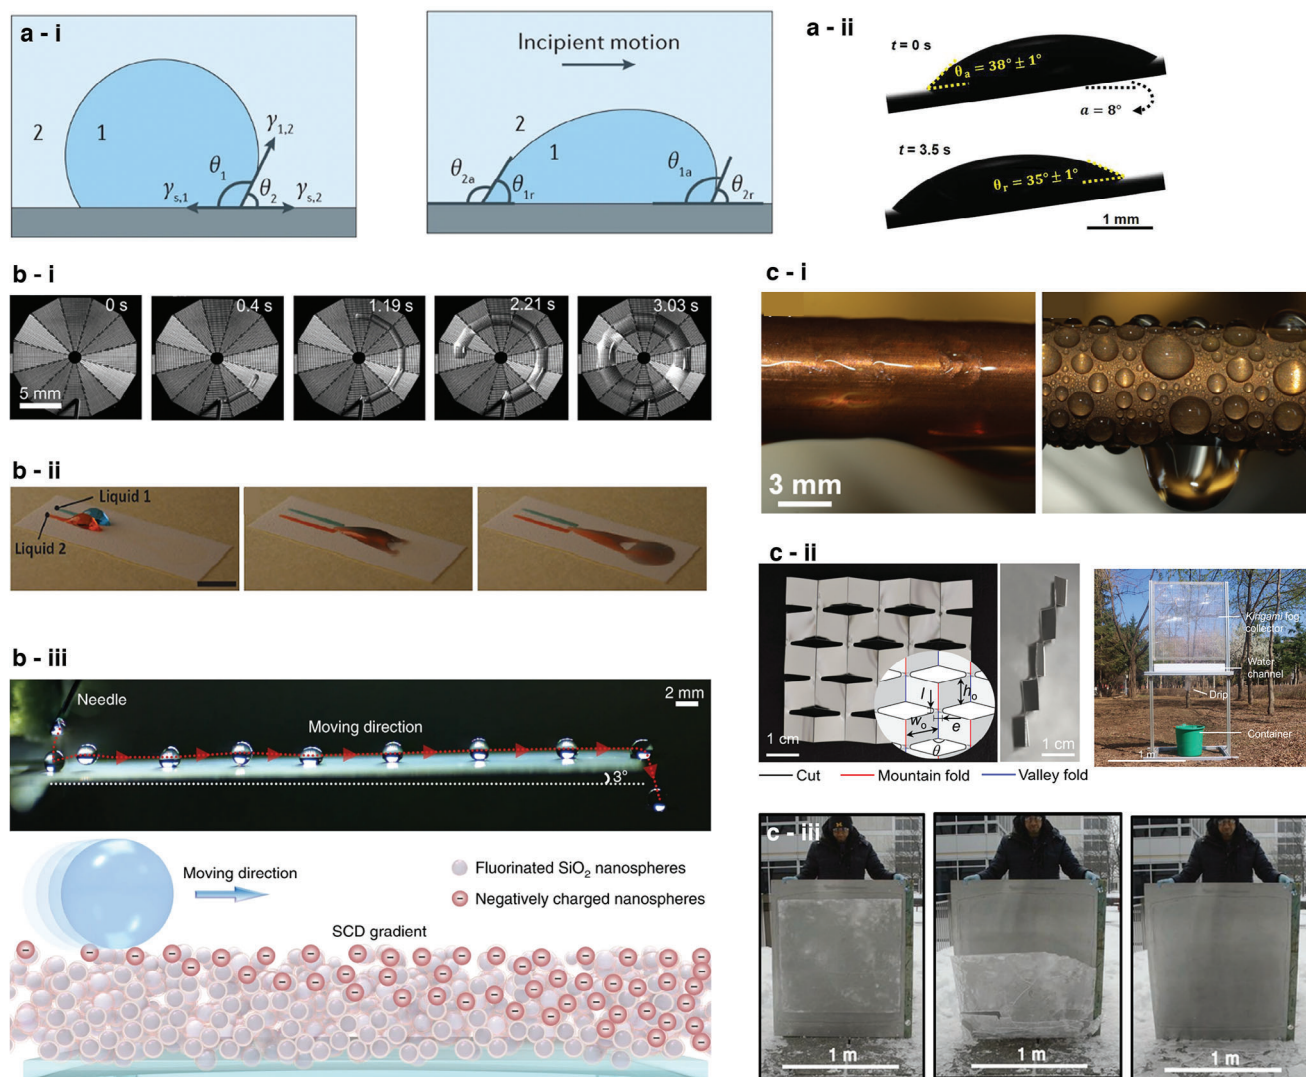 a - i
2
1
γ1,2
θ1
θ2
γs,1
γs,2
Incipient motion
2
1
θ2a
θ1r
θ1a
θ2r
a - ii
t = 0 s
θa = 38° ± 1°
a = 8°
t = 3.5 s
θr = 35° ± 1°
1 mm
b - i
0 s
0.4 s
1.19 s
2.21 s
3.03 s
5 mm
b - ii
Liquid 1
Liquid 2
b - iii
Needle
2 mm
Moving direction
3°
Moving direction
Fluorinated SiO2 nanospheres
Negatively charged nanospheres
SCD gradient
c - i
3 mm
c - ii
l
ho
wo
e
θ
1 cm
1 cm
Cut
Mountain fold
Valley fold
Kirigami fog
collector
Water
channel
Drip
Container
1 m
c - iii
1 m
1 m
1 m